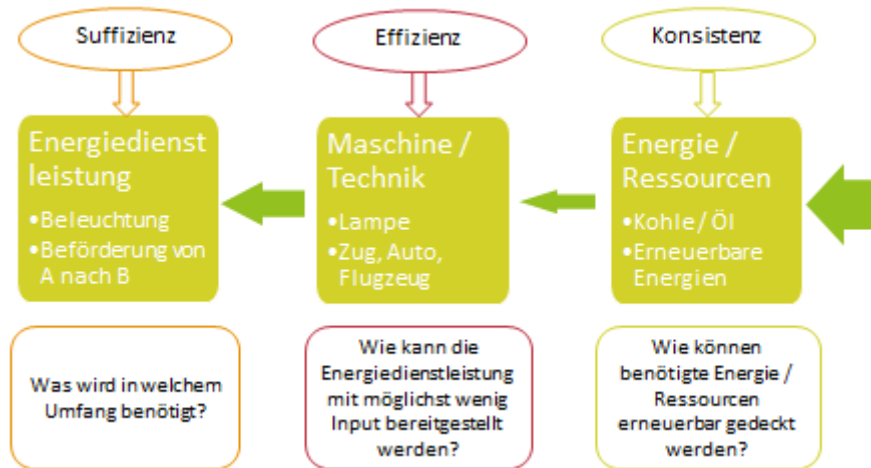 Suffizienz
Effizienz
Konsistenz
Energiedienst
leistung
•Beleuchtung
•Beförderung von
A nach B
Maschine /
Technik
•Lampe
•Zug, Auto,
Flugzeug
Energie /
Ressourcen
•Kohle / Öl
•Erneuerbare
Energien
Was wird in welchem
Umfang benötigt?
Wie kann die
Energiedienstleistung
mit möglichst wenig
Input bereitgestellt
werden?
Wie können
benötigte Energie /
Ressourcen
erneuerbar gedeckt
werden?